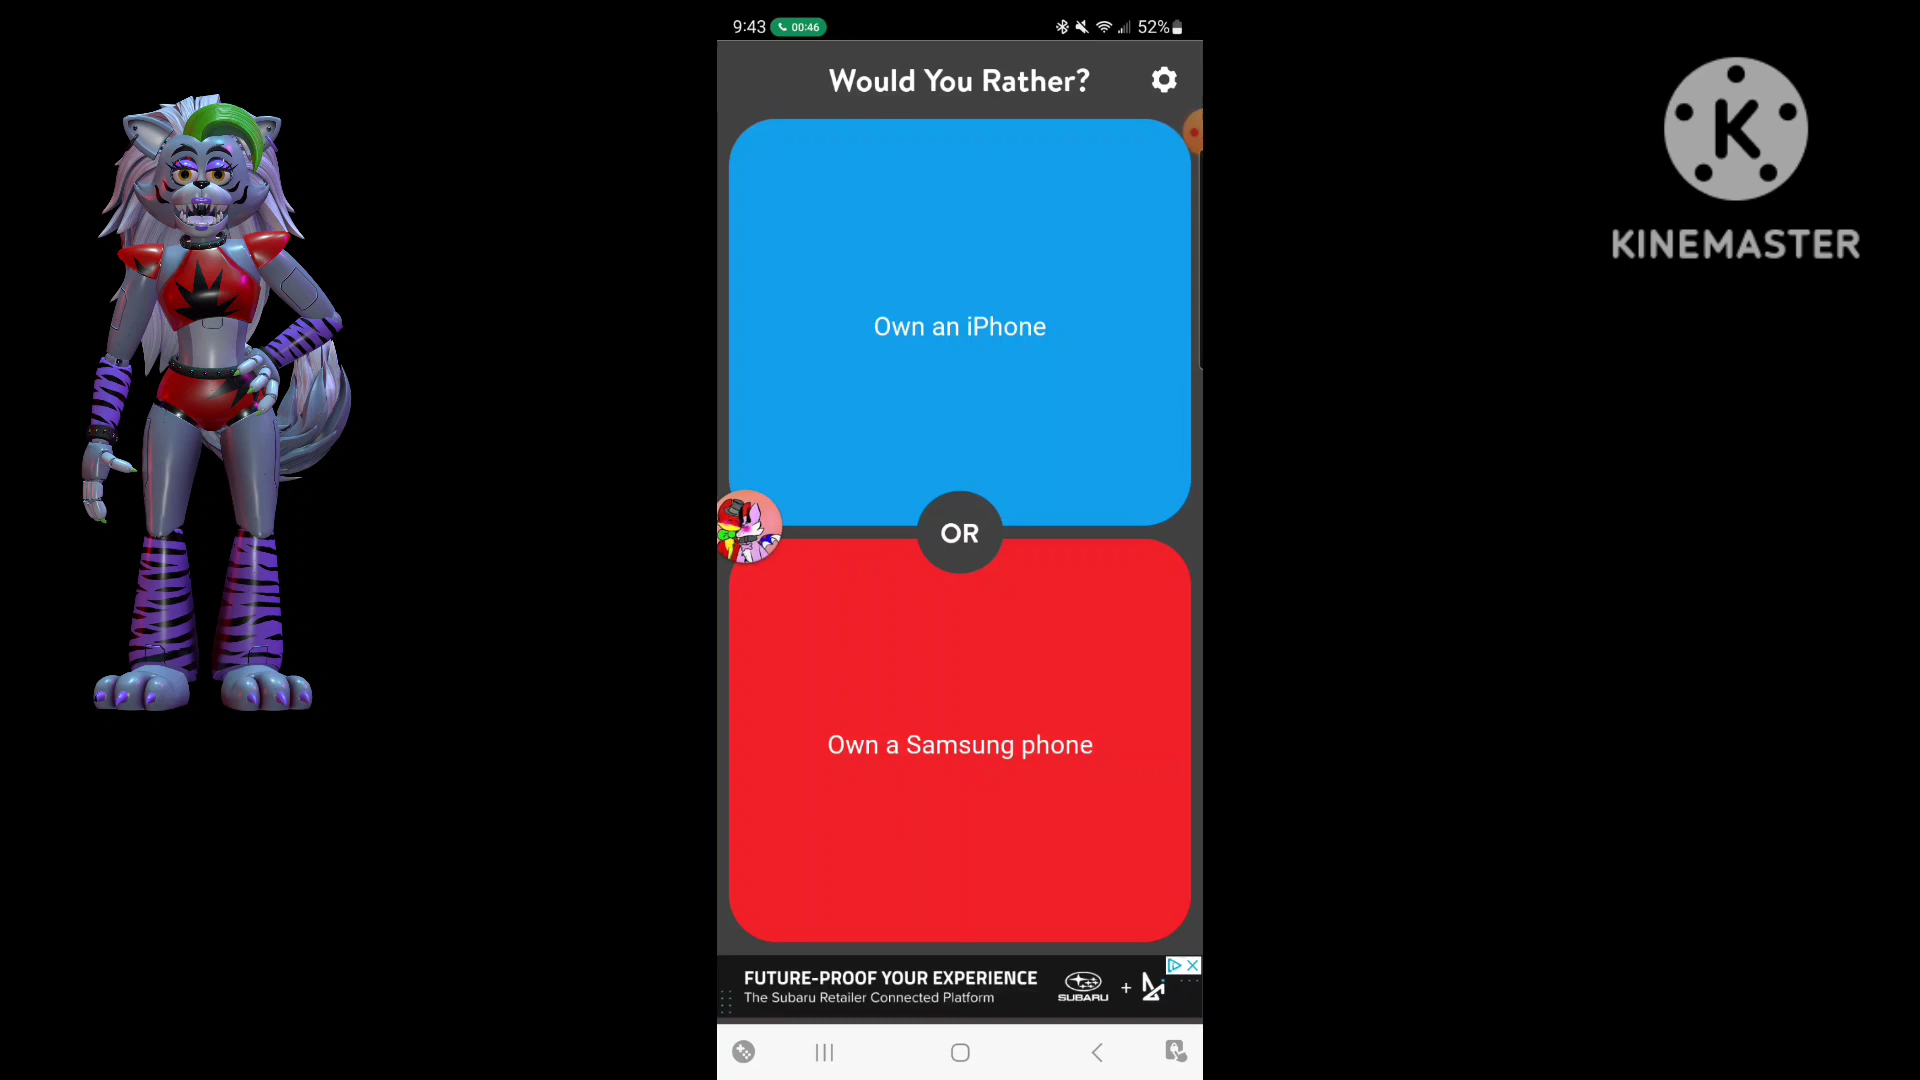 9:43
00:46
52%
Would You Rather?
K
KINEMASTER
Own an iPhone
OR
Own a Samsung phone
FUTURE-PROOF YOUR EXPERIENCE
The Subaru Retailer Connected Platform
SUBARU
+